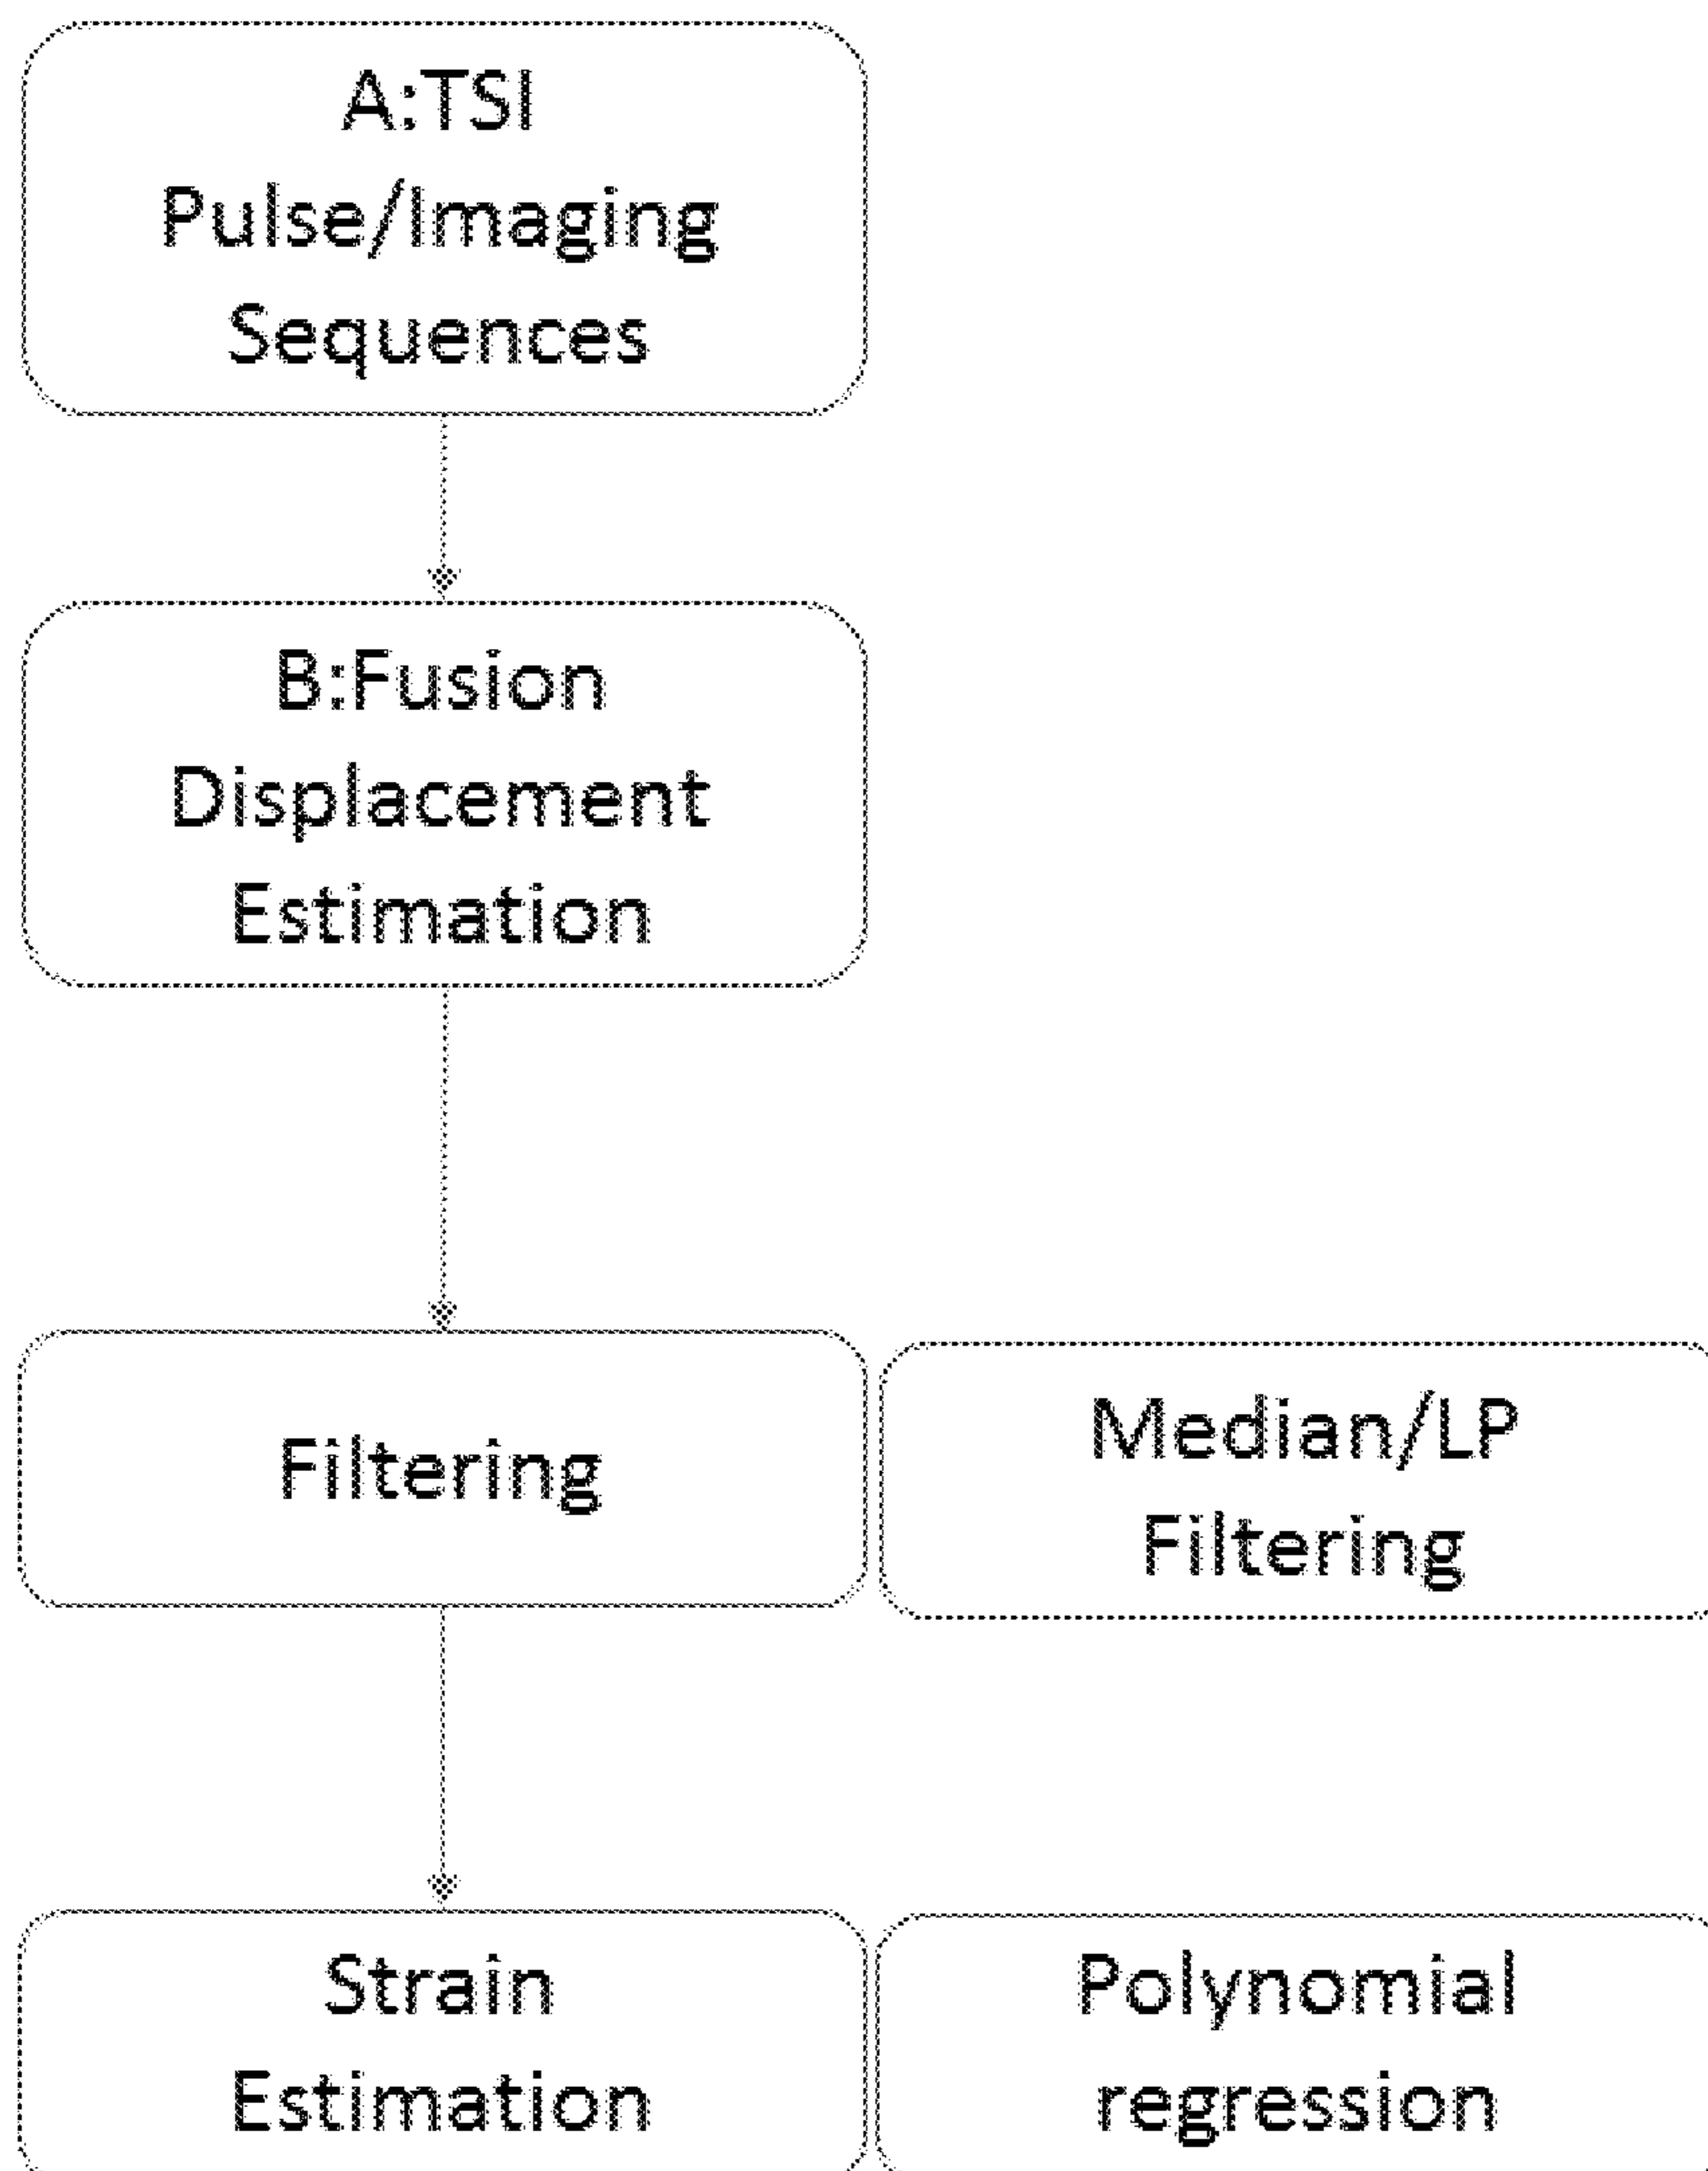 A:TSI
Pulse/Imaging
Sequences
B:Fusion
Displacement
Estimation
Filtering
Median/LP
Filtering
Strain
Estimation
Polynomial
regression